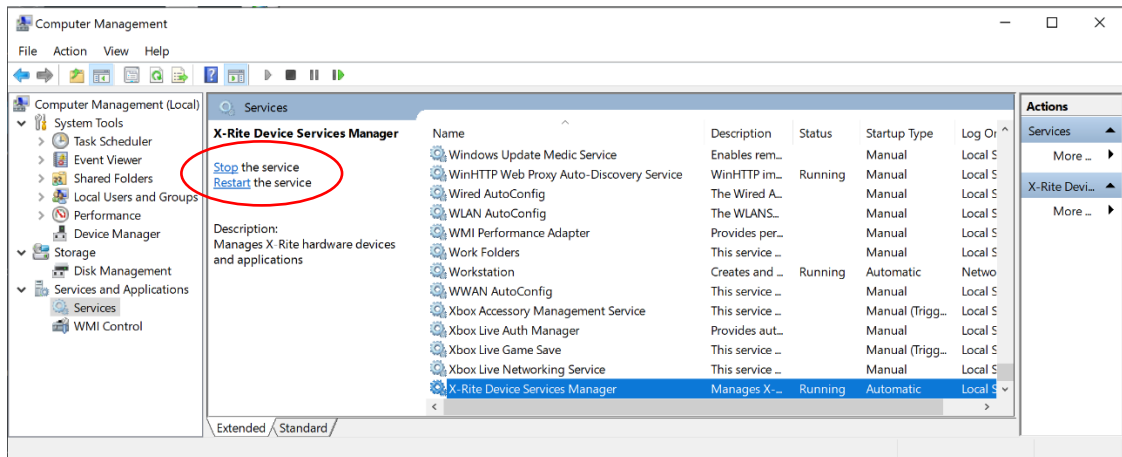 Computer Management
File Action View Help
Computer Management (Local)
System Tools
Task Scheduler
Event Viewer
Shared Folders
Local Users and Groups
Performance
Device Manager
Storage
Disk Management
Services and Applications
Services
WMI Control
Services
X-Rite Device Services Manager
Stop the service
Restart the service
Description:
Manages X-Rite hardware devices
and applications
Name Description Status Startup Type Log Or
Windows Update Medic Service Enables rem... Manual Local S
WinHTTP Web Proxy Auto-Discovery Service WinHTTP im... Running Manual Local S
Wired AutoConfig The Wired A... Manual Local S
WLAN AutoConfig The WLANS... Manual Local S
WMI Performance Adapter Provides per... Manual Local S
Work Folders This service ... Manual Local S
Workstation Creates and ... Running Automatic Netwo
WWAN AutoConfig This service ... Manual Local S
Xbox Accessory Management Service This service ... Manual (Trigg... Local S
Xbox Live Auth Manager Provides aut... Manual Local S
Xbox Live Game Save This service ... Manual (Trigg... Local S
Xbox Live Networking Service This service ... Manual Local S
X-Rite Device Services Manager Manages X-... Running Automatic Local S
Extended Standard
Actions
Services
More ...
X-Rite Devi...
More ...